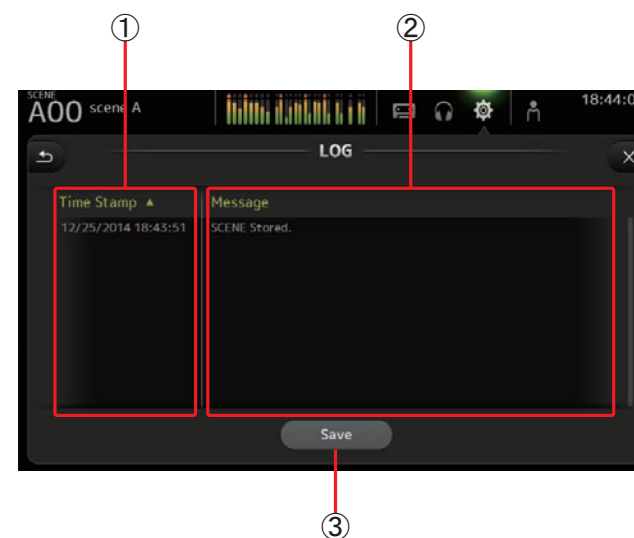 ① ②
SCENE
A00 scene A 18:44:0
LOG
Time Stamp ▲ Message
12/25/2014 18:43:51 SCENE Stored.
Save
③